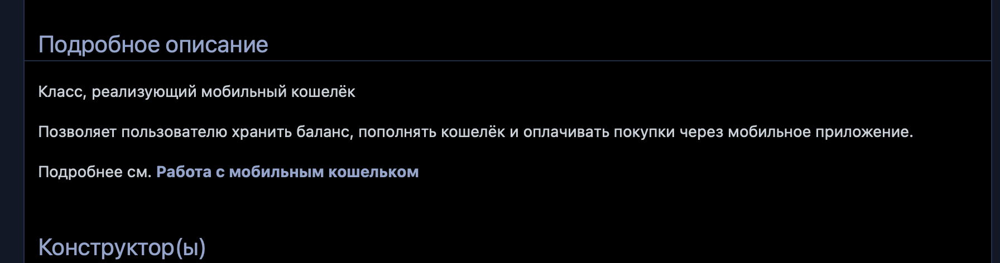 Подробное описание
Класс, реализующий мобильный кошелёк
Позволяет пользователю хранить баланс, пополнять кошелёк и оплачивать покупки через мобильное приложение.
Подробнее см. Работа с мобильным кошельком
Конструктор(ы)